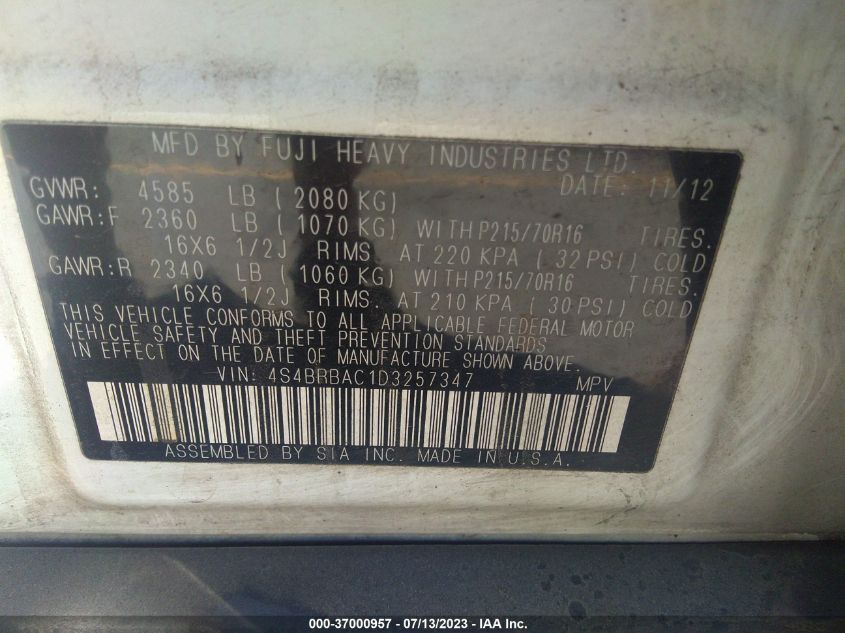 MFD BY FUJI HEAVY INDUSTRIES LTD.
DATE: 11/12
GVWR: 4585 LB ( 2080 KG)
GAWR:F 2360 LB ( 1070 KG) WITH P215/70R16 TIRES.
16X6 1/2J RIMS. AT 220 KPA ( 32 PSI) COLD
GAWR:R 2340 LB ( 1060 KG) WITH P215/70R16 TIRES.
16X6 1/2J RIMS. AT 210 KPA ( 30 PSI) COLD
THIS VEHICLE CONFORMS TO ALL APPLICABLE FEDERAL MOTOR
VEHICLE SAFETY AND THEFT PREVENTION STANDARDS
IN EFFECT ON THE DATE OF MANUFACTURE SHOWN ABOVE.
VIN: 4S4BRBAC1D3257347 MPV
ASSEMBLED BY SIA INC. MADE IN U.S.A.
000-37000957 - 07/13/2023 - IAA Inc.